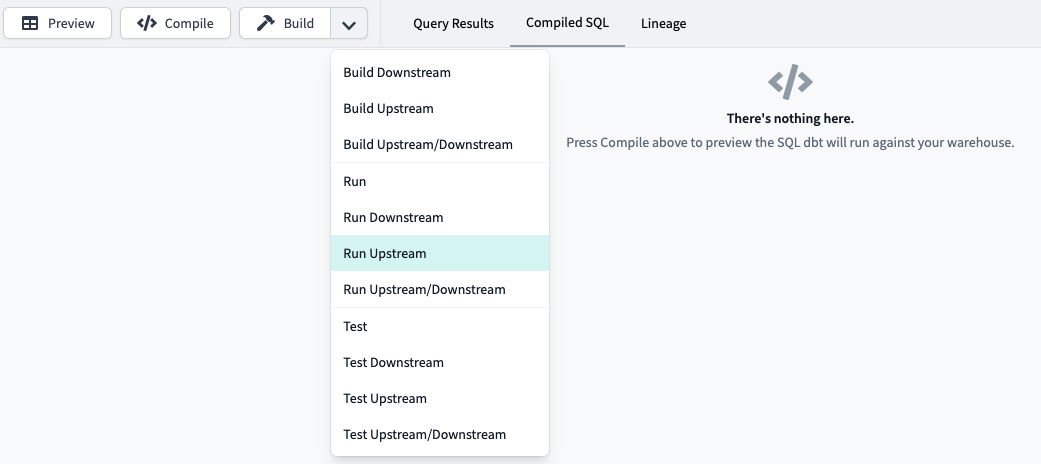 Preview
Compile
Build
Query Results
Compiled SQL
Lineage
Build Downstream
Build Upstream
Build Upstream/Downstream
Run
Run Downstream
Run Upstream
Run Upstream/Downstream
Test
Test Downstream
Test Upstream
Test Upstream/Downstream
</>
There's nothing here.
Press Compile above to preview the SQL dbt will run against your warehouse.